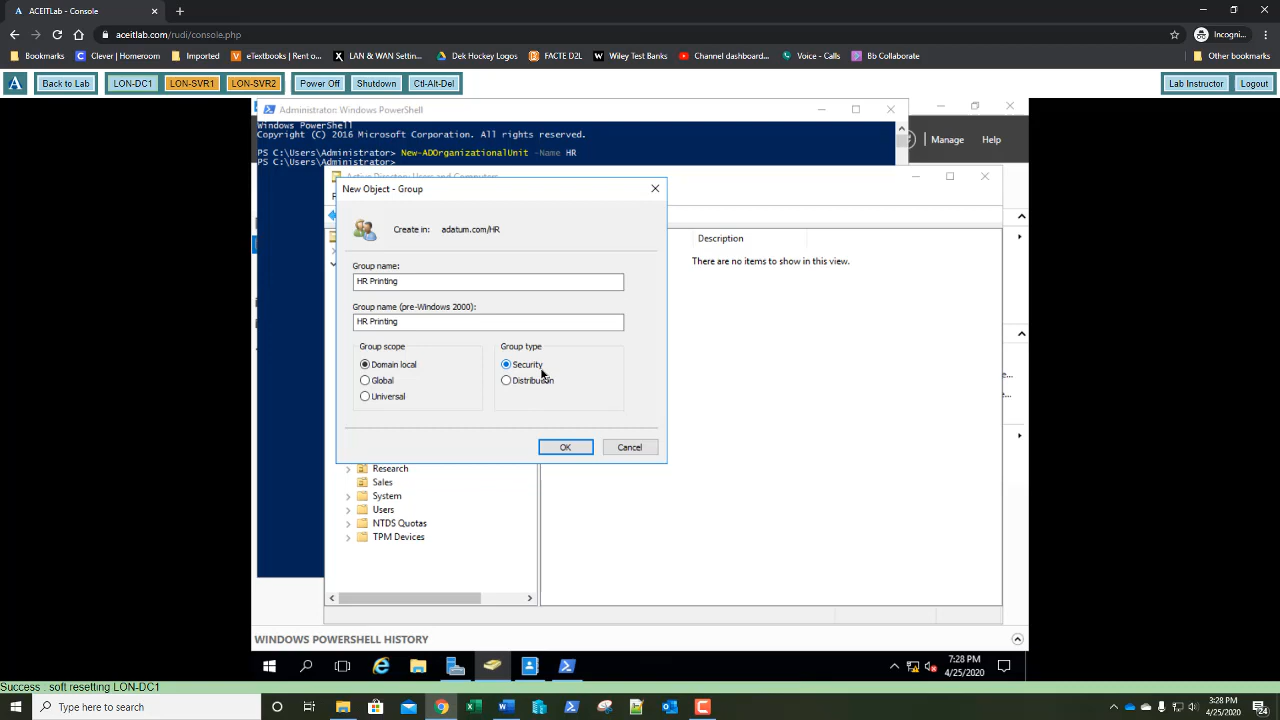 ACEITLab - Console
aceitlab.com/rudi/console.php
Incogni...
Bookmarks
Clever | Homeroom
Imported
eTextbooks | Rent o...
LAN & WAN Setting...
Dek Hockey Logos
FACTE D2L
Wiley Test Banks
Channel dashboard...
Voice - Calls
Bb Collaborate
Other bookmarks
A
Back to Lab
LON-DC1
LON-SVR1
LON-SVR2
Power Off
Shutdown
Ctl-Alt-Del
Lab Instructor
Logout
Administrator: Windows PowerShell
Windows PowerShell
Copyright (C) 2016 Microsoft Corporation. All rights reserved.
PS C:\Users\Administrator> New-ADOrganizationalUnit -Name HR
PS C:\Users\Administrator>
Manage
Help
Active Directory Users and Computers
New Object - Group
Create in: adatum.com/HR
Group name:
HR Printing
Group name (pre-Windows 2000):
HR Printing
Group scope
Domain local
Global
Universal
Group type
Security
Distribution
OK
Cancel
Description
There are no items to show in this view.
Research
Sales
System
Users
NTDS Quotas
TPM Devices
WINDOWS POWERSHELL HISTORY
7:28 PM
4/25/2020
Success : soft resetting LON-DC1
Type here to search
3:28 PM
4/25/2020